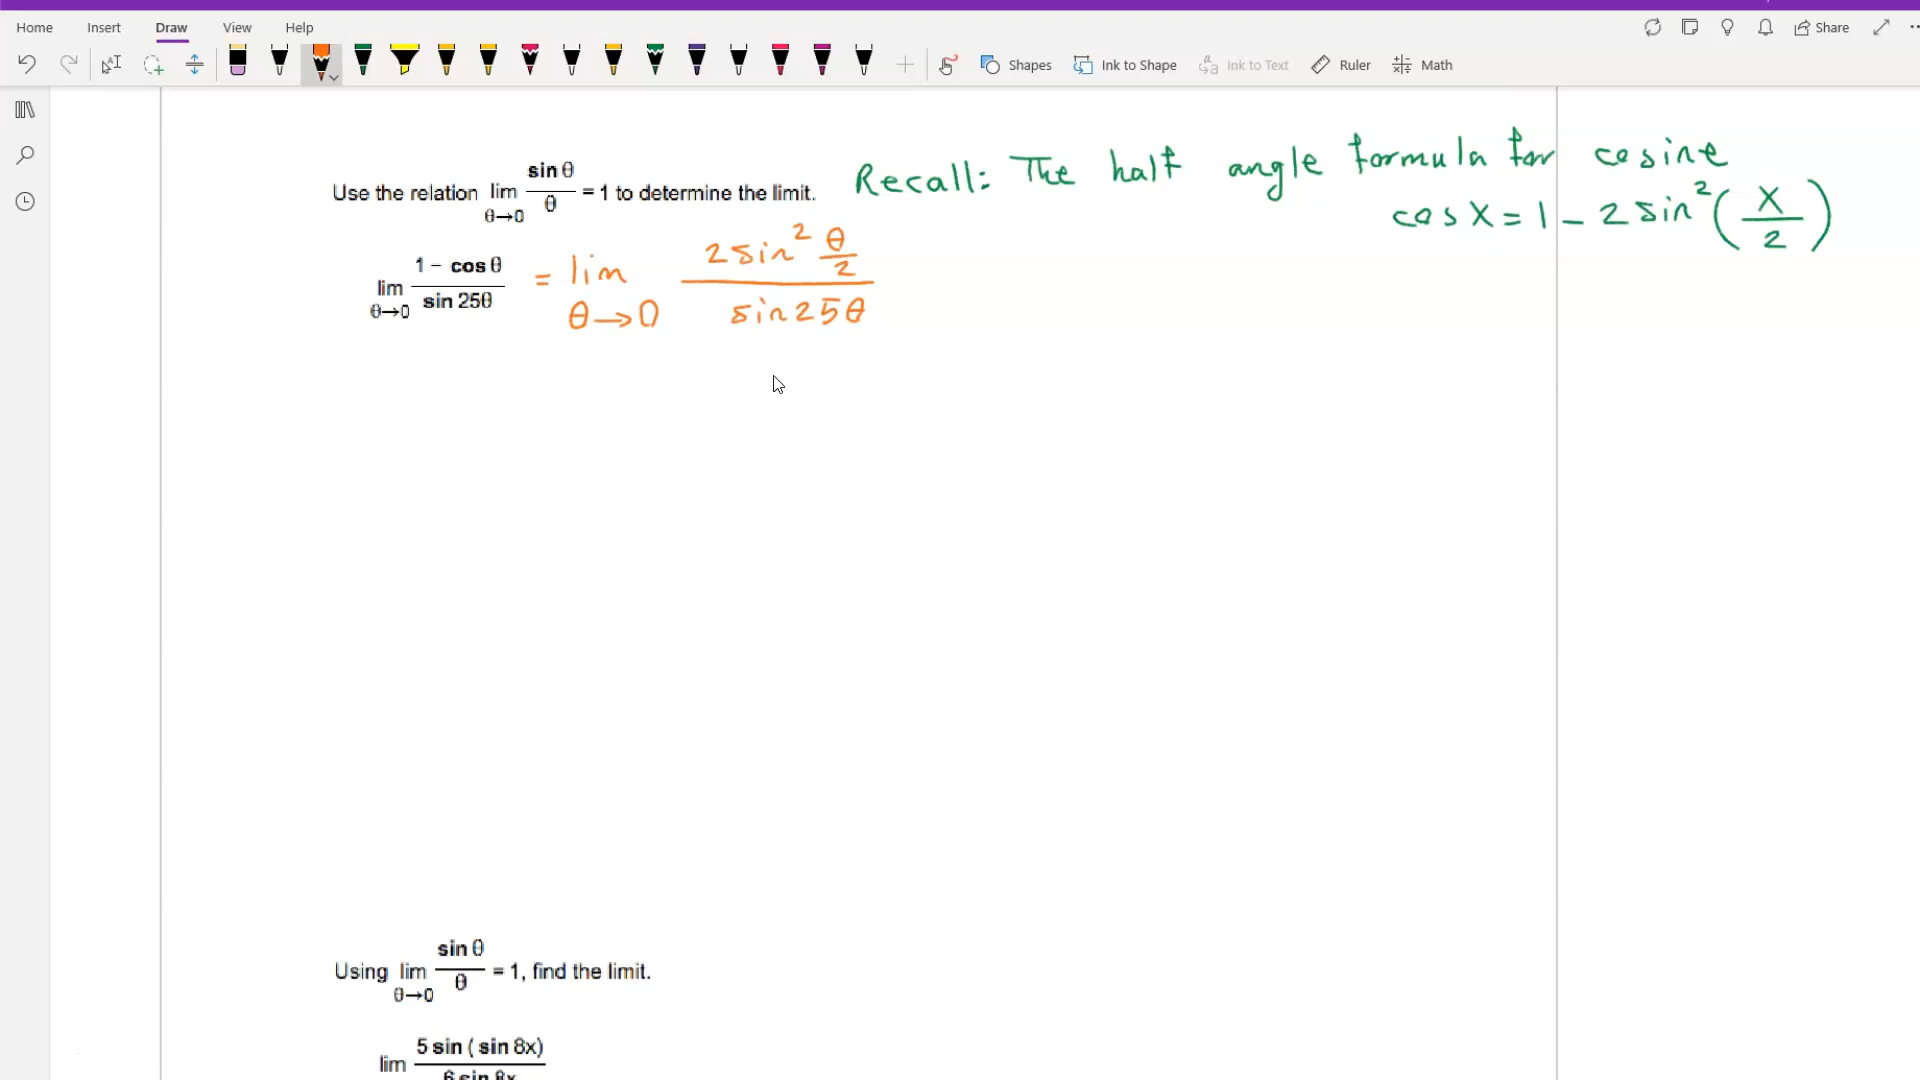 Home Insert Draw View Help Share
Shapes Ink to Shape Ink to Text Ruler Math
Recall: The half angle formula for cosine
cos x = 1 - 2 sin² (x/2)
Use the relation lim θ→0 sin θ/θ = 1 to determine the limit.
lim θ→0 1 - cos θ/sin 25θ = lim θ→0 2 sin² θ/2 / sin 25θ
Using lim θ→0 sin θ/θ = 1, find the limit.
lim 5 sin (sin 8x)/6 sin 8x